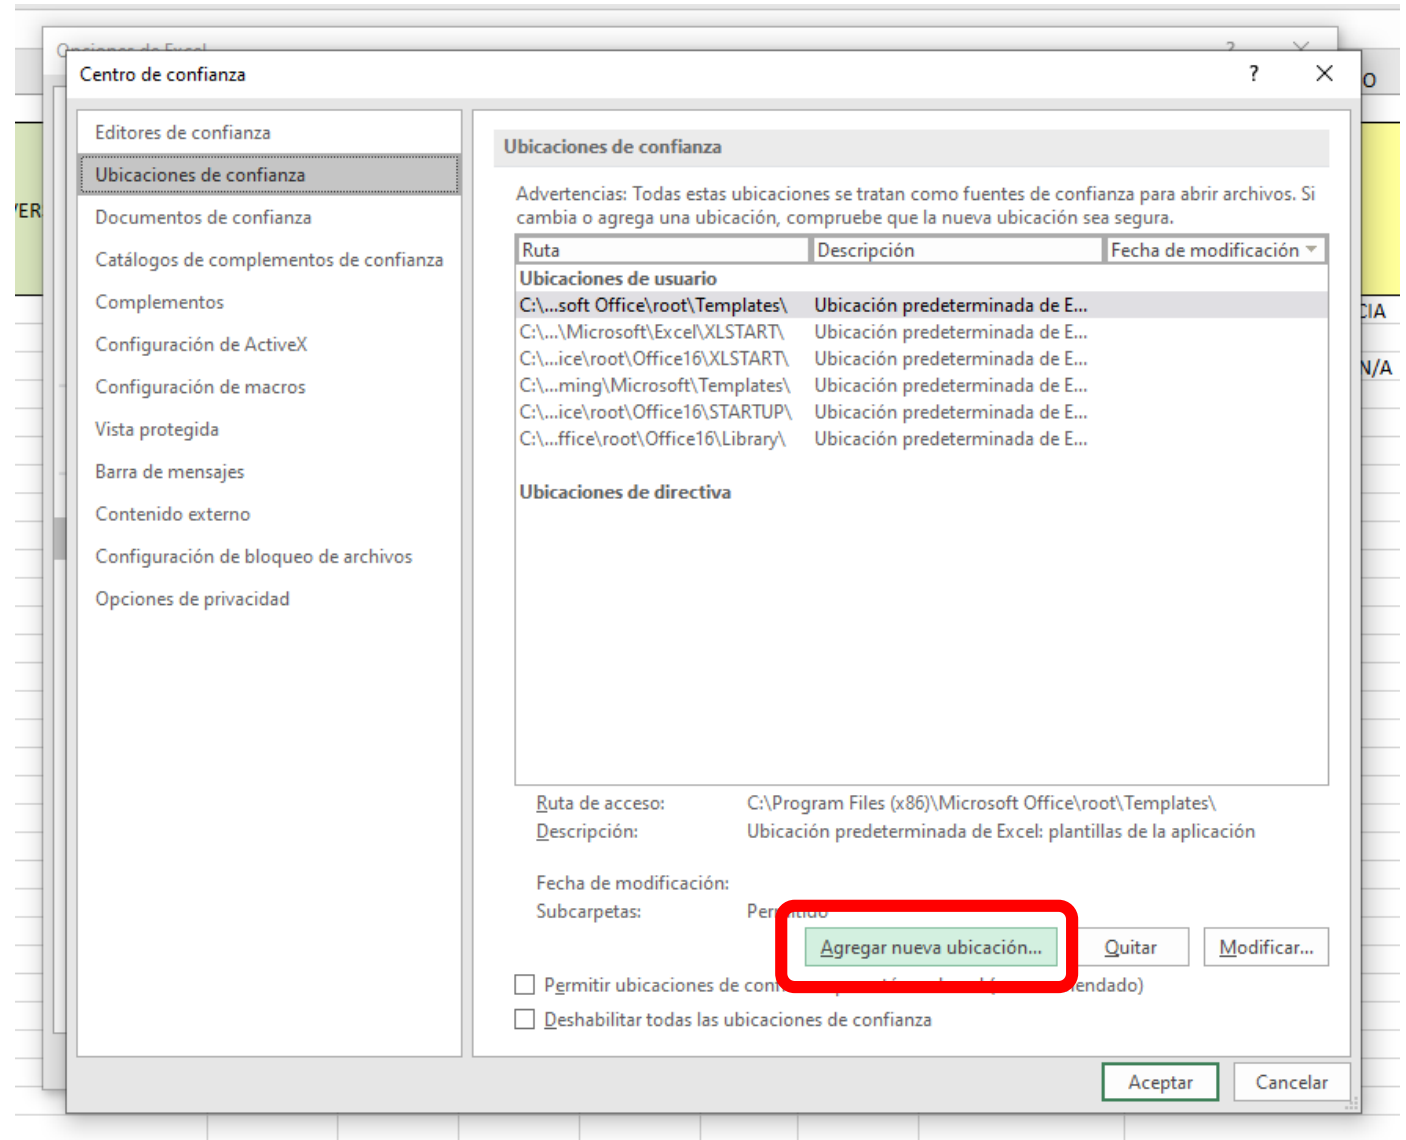 Centro de confianza
?
O
Editores de confianza
Ubicaciones de confianza
Documentos de confianza
Catálogos de complementos de confianza
Complementos
Configuración de ActiveX
Configuración de macros
Vista protegida
Barra de mensajes
Contenido externo
Configuración de bloqueo de archivos
Opciones de privacidad
Ubicaciones de confianza
Advertencias: Todas estas ubicaciones se tratan como fuentes de confianza para abrir archivos. Si
cambia o agrega una ubicación, compruebe que la nueva ubicación sea segura.
Ruta Descripción Fecha de modificación
Ubicaciones de usuario
C:\...soft Office\root\Templates\ Ubicación predeterminada de E...
C:\...\Microsoft\Excel\XLSTART\ Ubicación predeterminada de E...
C:\...ice\root\Office16\XLSTART\ Ubicación predeterminada de E...
C:\...ming\Microsoft\Templates\ Ubicación predeterminada de E...
C:\...ice\root\Office16\STARTUP\ Ubicación predeterminada de E...
C:\...ffice\root\Office16\Library\ Ubicación predeterminada de E...
Ubicaciones de directiva
Ruta de acceso: C:\Program Files (x86)\Microsoft Office\root\Templates\
Descripción: Ubicación predeterminada de Excel: plantillas de la aplicación
Fecha de modificación:
Subcarpetas: Permitido
Agregar nueva ubicación... Quitar Modificar...
Permitir ubicaciones de
Deshabilitar todas las ubicaciones de confianza
Aceptar Cancelar
VER
CIA
N/A